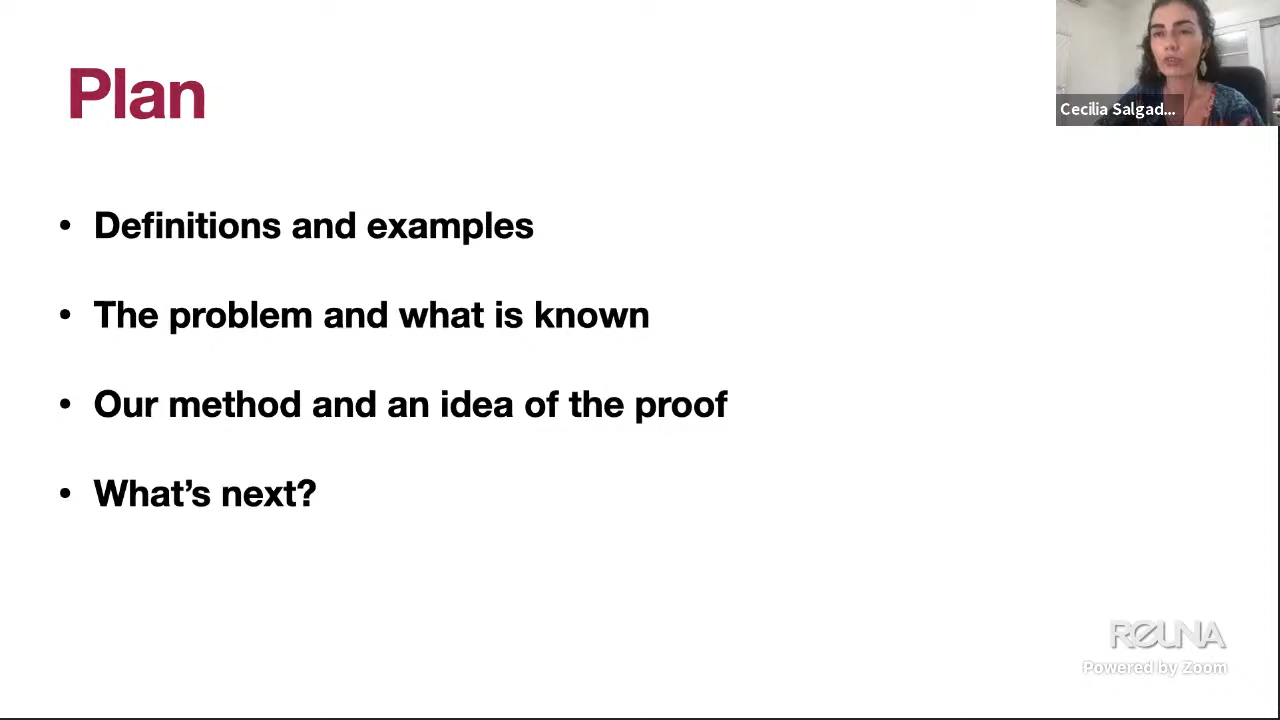 Plan
Cecilia Salgad...
• Definitions and examples
• The problem and what is known
• Our method and an idea of the proof
• What’s next?
REUNA
Powered by Zoom